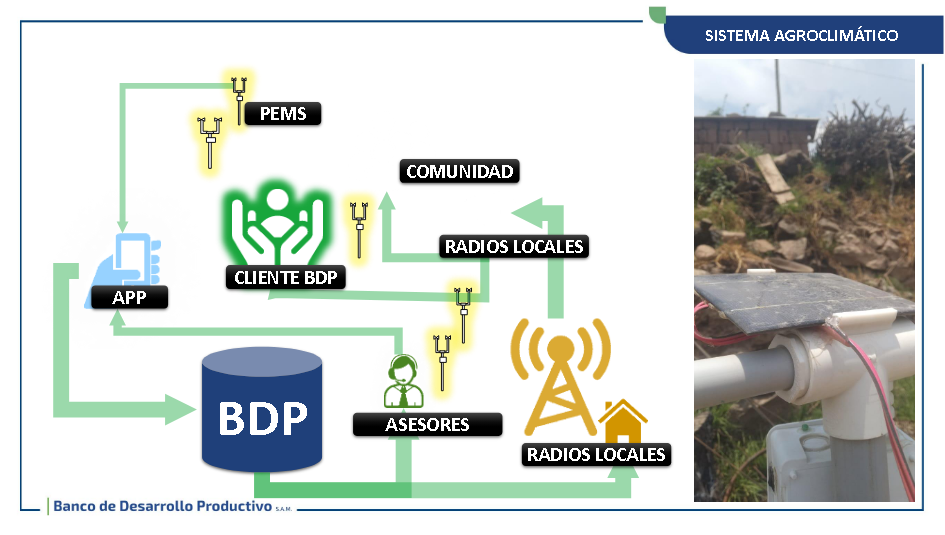 SISTEMA AGROCLIMÁTICO
PEMS
COMUNIDAD
RADIOS LOCALES
CLIENTE BDP
APP
BDP
ASESORES
RADIOS LOCALES
Banco de Desarrollo Productivo S.A.M.